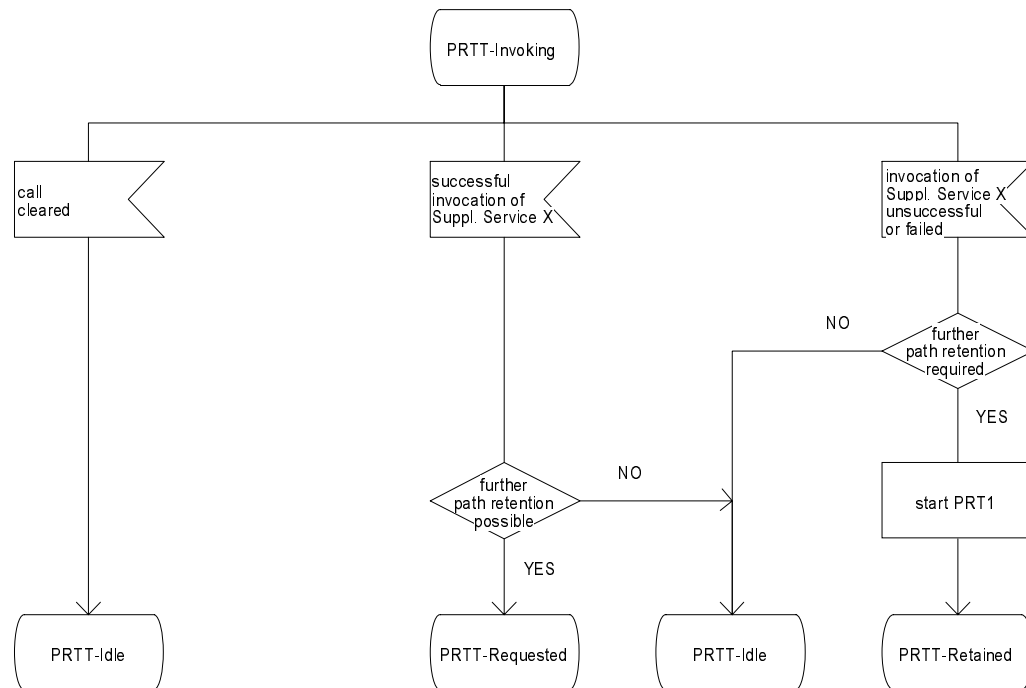 PRTT-Invoking
call
cleared
successful
invocation of
Suppl. Service X
invocation of
Suppl. Service X
unsuccessful
or failed
NO
further
path retention
required
YES
further
path retention
possible
NO
start PRT1
YES
PRTT-Idle
PRTT-Requested
PRTT-Idle
PRTT-Retained